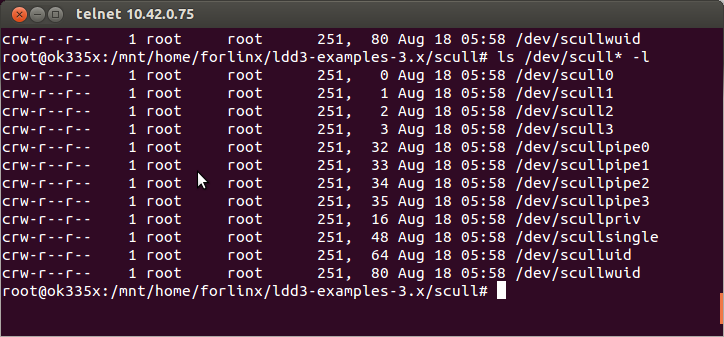 telnet 10.42.0.75
crw-r--r-- 1 root root 251, 80 Aug 18 05:58 /dev/scullwuid
root@ok335x:/mnt/home/forlinx/ldd3-examples-3.x/scull# ls /dev/scull* -l
crw-r--r-- 1 root root 251, 0 Aug 18 05:58 /dev/scull0
crw-r--r-- 1 root root 251, 1 Aug 18 05:58 /dev/scull1
crw-r--r-- 1 root root 251, 2 Aug 18 05:58 /dev/scull2
crw-r--r-- 1 root root 251, 3 Aug 18 05:58 /dev/scull3
crw-r--r-- 1 root root 251, 32 Aug 18 05:58 /dev/scullpipe0
crw-r--r-- 1 root root 251, 33 Aug 18 05:58 /dev/scullpipe1
crw-r--r-- 1 root root 251, 34 Aug 18 05:58 /dev/scullpipe2
crw-r--r-- 1 root root 251, 35 Aug 18 05:58 /dev/scullpipe3
crw-r--r-- 1 root root 251, 16 Aug 18 05:58 /dev/scullpriv
crw-r--r-- 1 root root 251, 48 Aug 18 05:58 /dev/scullsingle
crw-r--r-- 1 root root 251, 64 Aug 18 05:58 /dev/sculluid
crw-r--r-- 1 root root 251, 80 Aug 18 05:58 /dev/scullwuid
root@ok335x:/mnt/home/forlinx/ldd3-examples-3.x/scull#